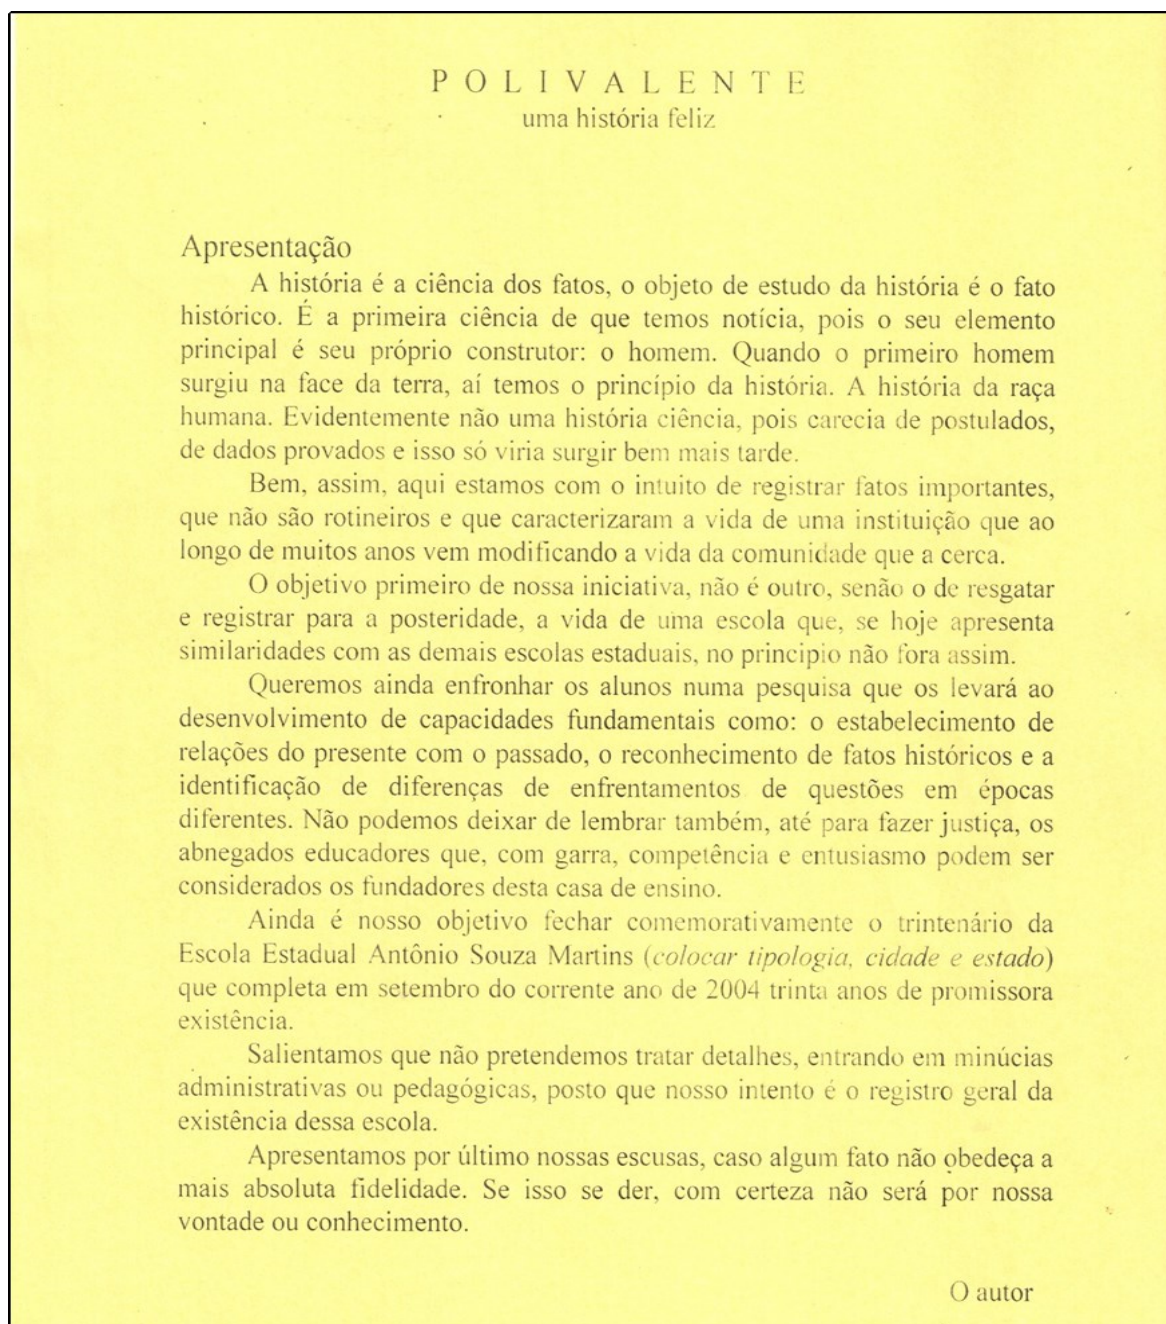 POLIVALENTE
uma história feliz
Apresentação
A história é a ciência dos fatos, o objeto de estudo da história é o fato
histórico. É a primeira ciência de que temos notícia, pois o seu elemento
principal é seu próprio construtor: o homem. Quando o primeiro homem
surgiu na face da terra, aí temos o princípio da história. A história da raça
humana. Evidentemente não uma história ciência, pois carecia de postulados,
de dados provados e isso só viria surgir bem mais tarde.
Bem, assim, aqui estamos com o intuito de registrar fatos importantes,
que não são rotineiros e que caracterizaram a vida de uma instituição que ao
longo de muitos anos vem modificando a vida da comunidade que a cerca.
O objetivo primeiro de nossa iniciativa, não é outro, senão o de resgatar
e registrar para a posteridade, a vida de uma escola que, se hoje apresenta
similaridades com as demais escolas estaduais, no principio não fora assim.
Queremos ainda enfronhar os alunos numa pesquisa que os levará ao
desenvolvimento de capacidades fundamentais como: o estabelecimento de
relações do presente com o passado, o reconhecimento de fatos históricos e a
identificação de diferenças de enfrentamentos de questões em épocas
diferentes. Não podemos deixar de lembrar também, até para fazer justiça, os
abnegados educadores que, com garra, competência e entusiasmo podem ser
considerados os fundadores desta casa de ensino.
Ainda é nosso objetivo fechar comemorativamente o trintenário da
Escola Estadual Antônio Souza Martins (colocar tipologia, cidade e estado)
que completa em setembro do corrente ano de 2004 trinta anos de promissora
existência.
Salientamos que não pretendemos tratar detalhes, entrando em minúcias
administrativas ou pedagógicas, posto que nosso intento é o registro geral da
existência dessa escola.
Apresentamos por último nossas escusas, caso algum fato não obedeça a
mais absoluta fidelidade. Se isso se der, com certeza não será por nossa
vontade ou conhecimento.
O autor